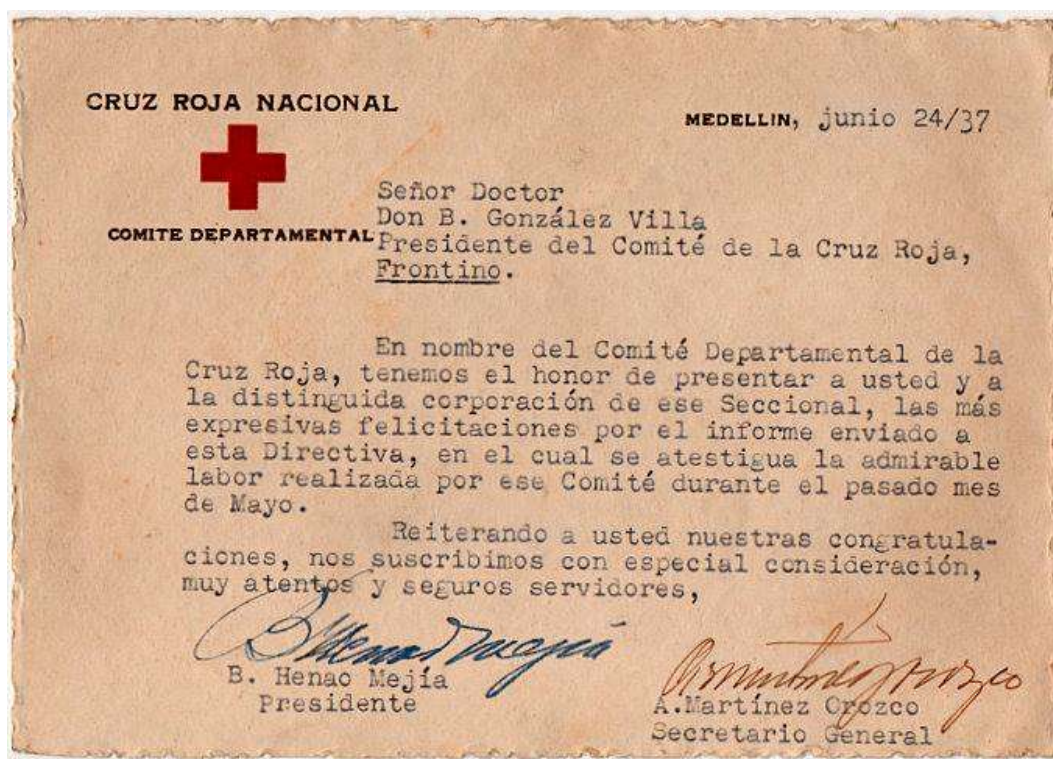 CRUZ ROJA NACIONAL
MEDELLIN, junio 24/37
COMITE DEPARTAMENTAL
Señor Doctor
Don B. González Villa
Presidente del Comité de la Cruz Roja,
Frontino.
En nombre del Comité Departamental de la
Cruz Roja, tenemos el honor de presentar a usted y a
la distinguida corporación de ese Seccional, las más
expresivas felicitaciones por el informe enviado a
esta Directiva, en el cual se atestigua la admirable
labor realizada por ese Comité durante el pasado mes
de Mayo.
Reiterando a usted nuestras congratula-
ciones, nos suscribimos con especial consideración,
muy atentos y seguros servidores,
B Henao Mejía
B. Henao Mejía
Presidente
A.Martínez Orozco
Secretario General